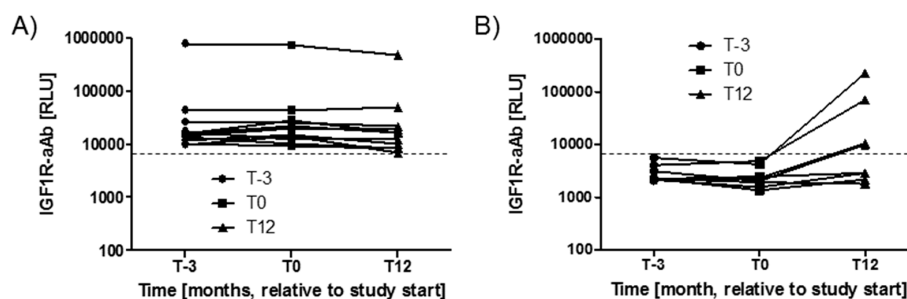 A)
IGF1R-aAb [RLU]
1000000
100000
10000
1000
100
T-3
T0
T12
T-3
T0
T12
Time [months, relative to study start]
B)
IGF1R-aAb [RLU]
1000000
100000
10000
1000
100
T-3
T0
T12
T-3
T0
T12
Time [month, relative to study start]